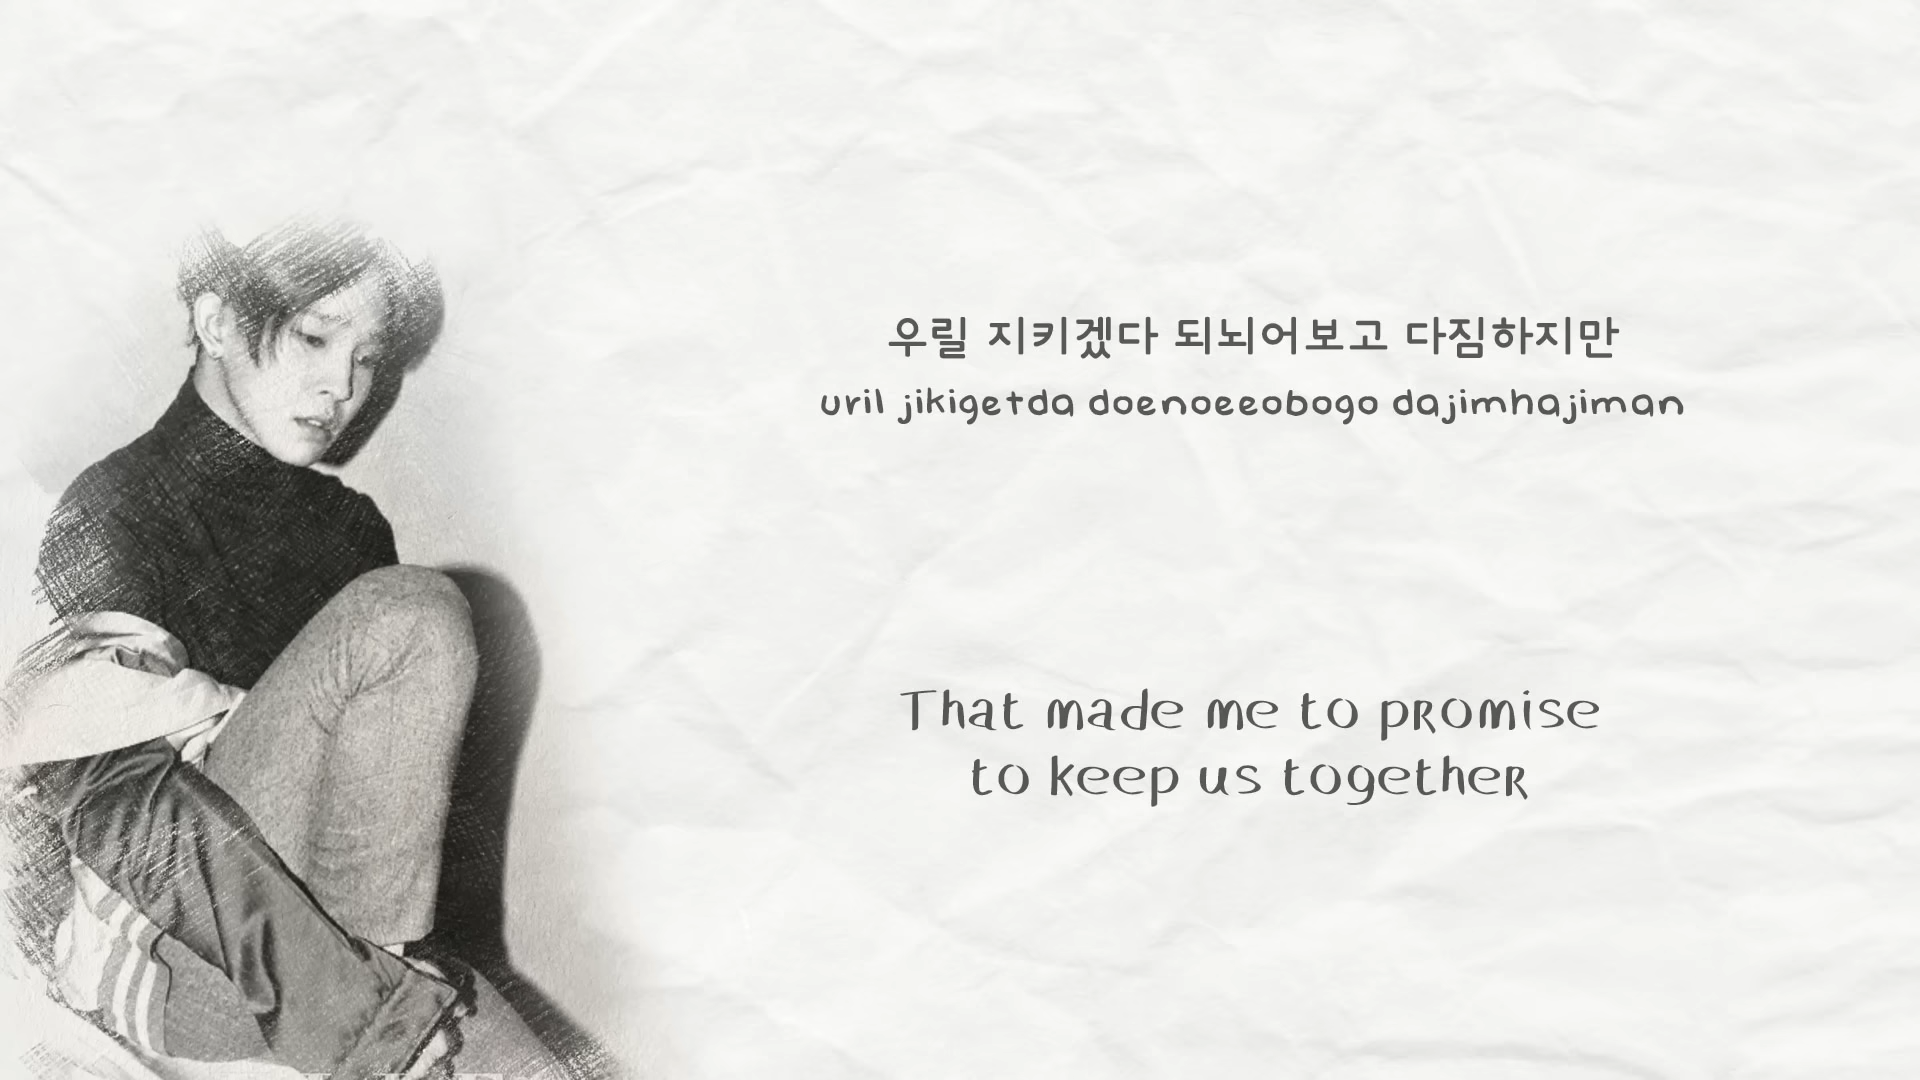 우릴 지키겠다 되뇌어보고 다짐하지만
uril jikigetda doenoeeobogo dajimhajiman
That made me to promise
to keep us together